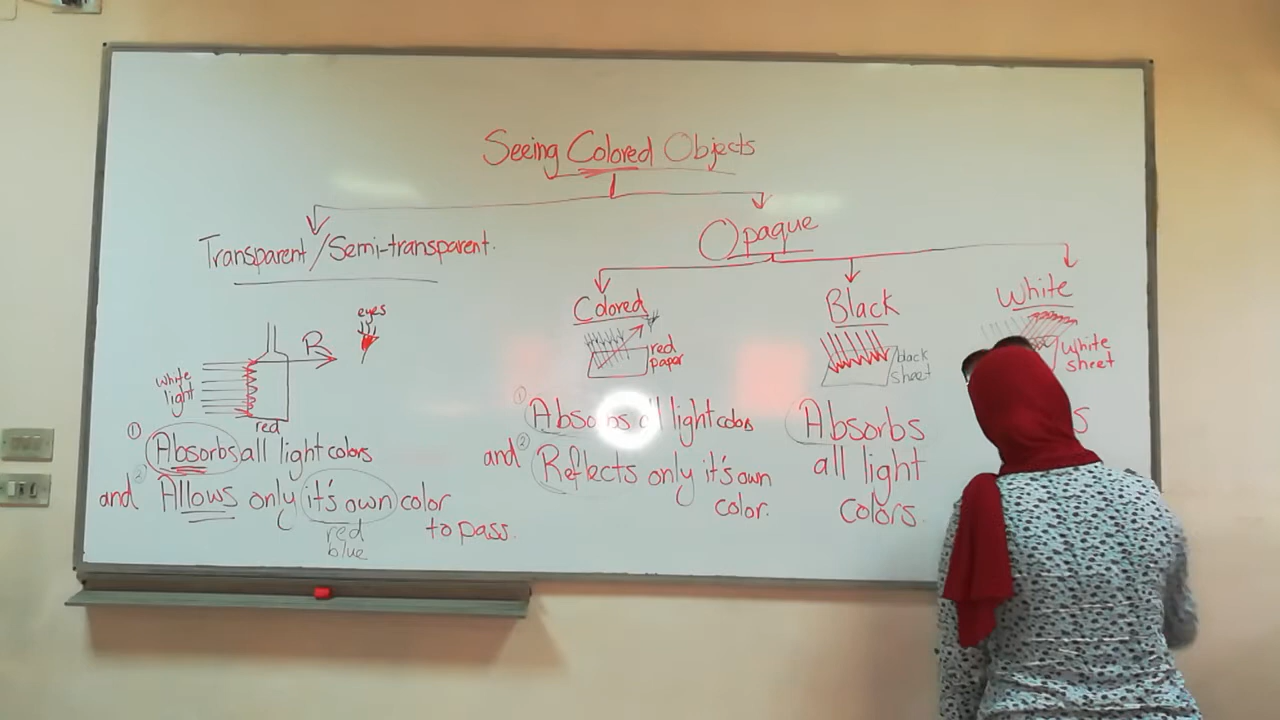 Seeing Colored Objects
Transparent/Semi-transparent.
eyes
R
white
light
red
① Absorbs all light colors
and ② Allows only it's own color
to pass.
red
blue
Opaque
Colored
red
paper
① Absorbs all light colors
and ② Reflects only it's own
color.
Black
black
sheet
Absorbs
all light
colors.
White
white
sheet